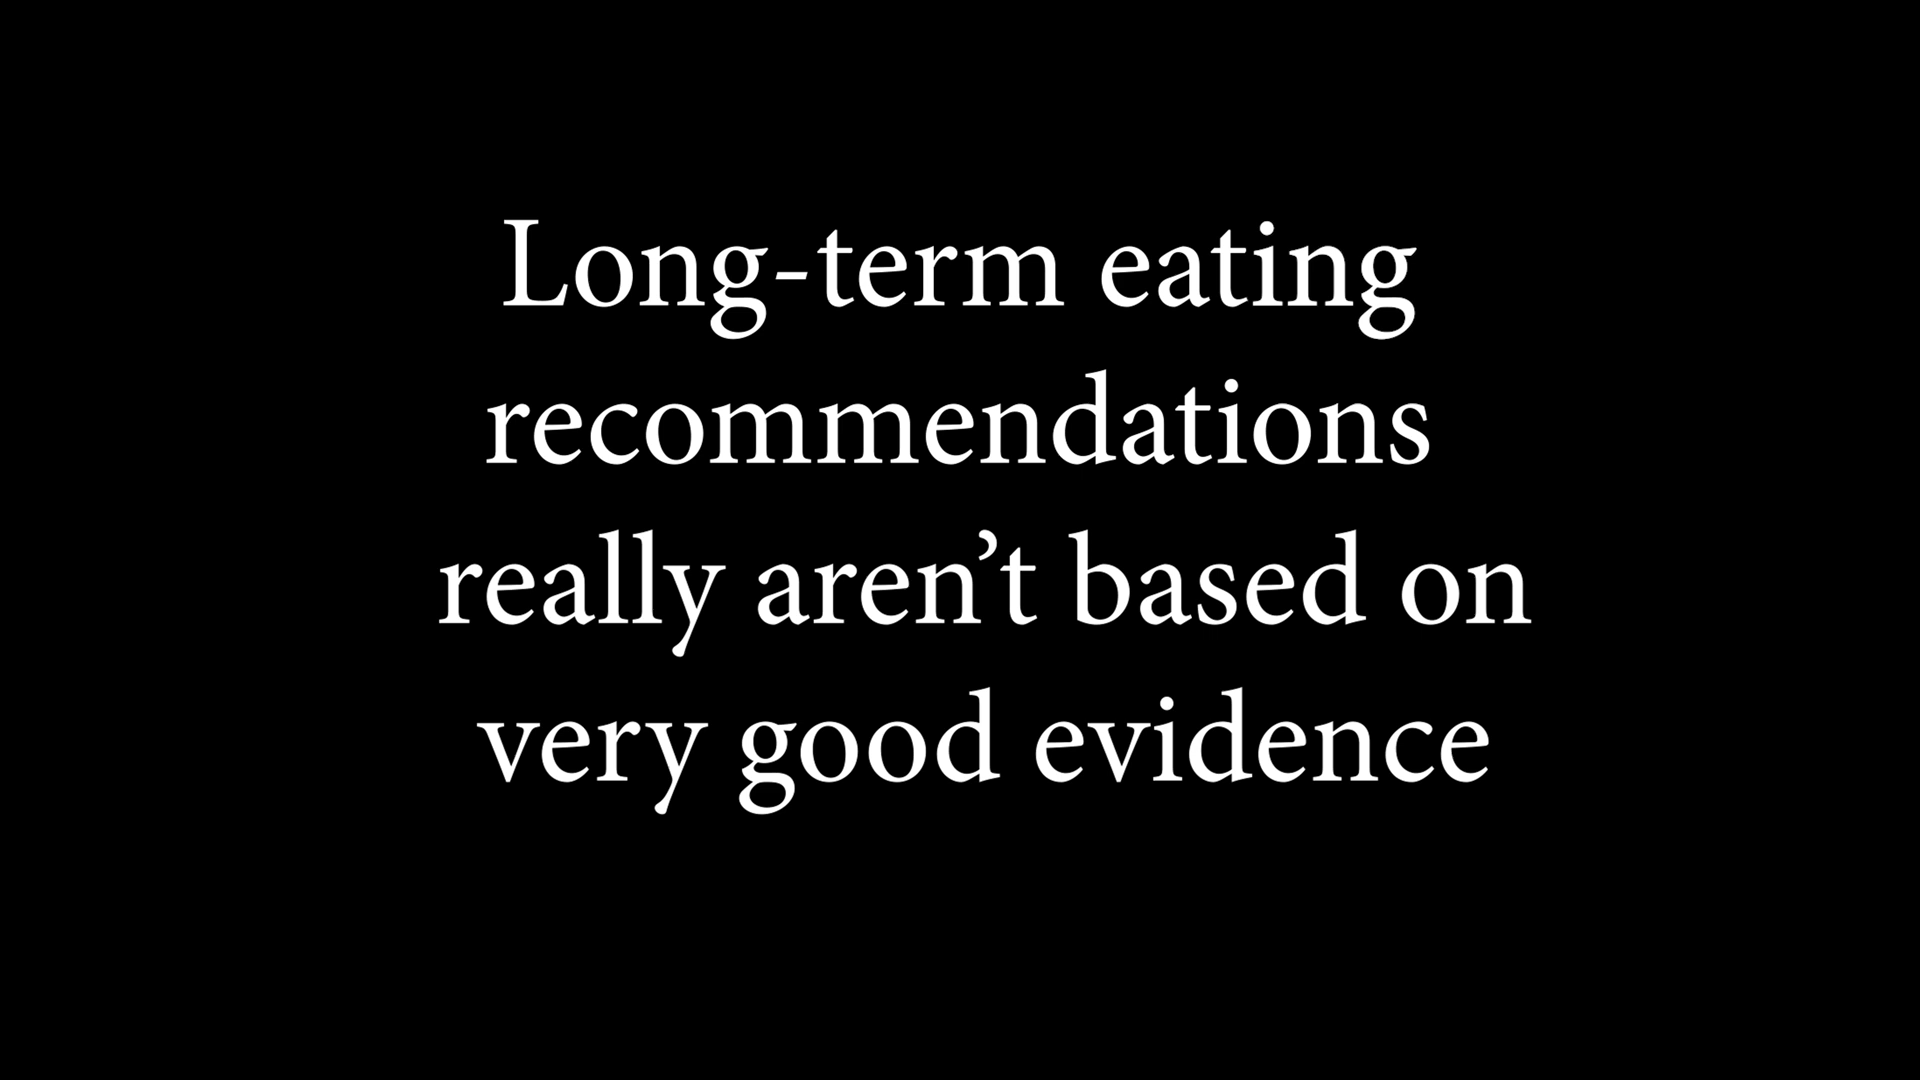 Long-term eating
recommendations
really aren’t based on
very good evidence